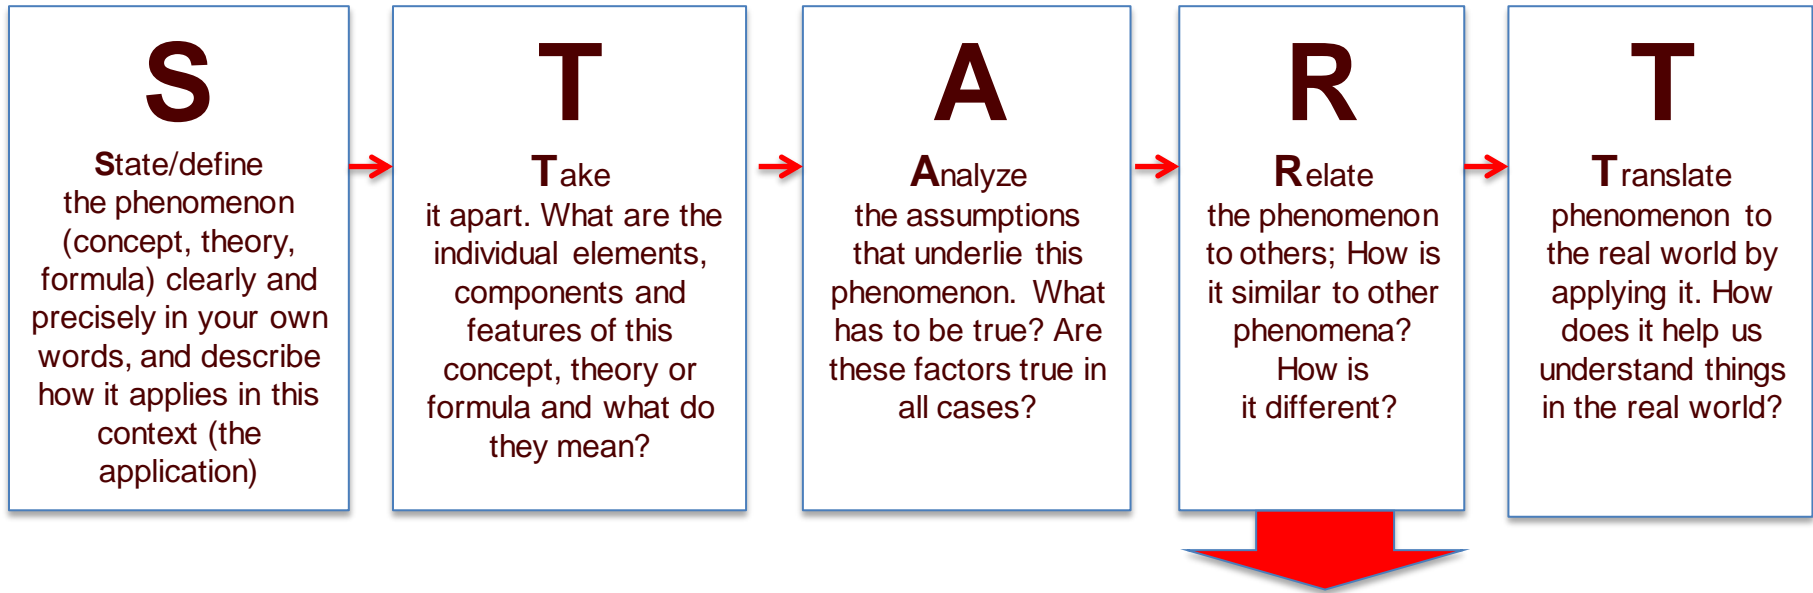 S
State/define
the phenomenon
(concept, theory,
formula) clearly and
precisely in your own
words, and describe
how it applies in this
context (the
application)
T
Take
it apart. What are the
individual elements,
components and
features of this
concept, theory or
formula and what do
they mean?
A
Analyze
the assumptions
that underlie this
phenomenon. What
has to be true? Are
these factors true in
all cases?
R
Relate
the phenomenon
to others; How is
it similar to other
phenomena?
How is
it different?
T
Translate
phenomenon to
the real world by
applying it. How
does it help us
understand things
in the real world?